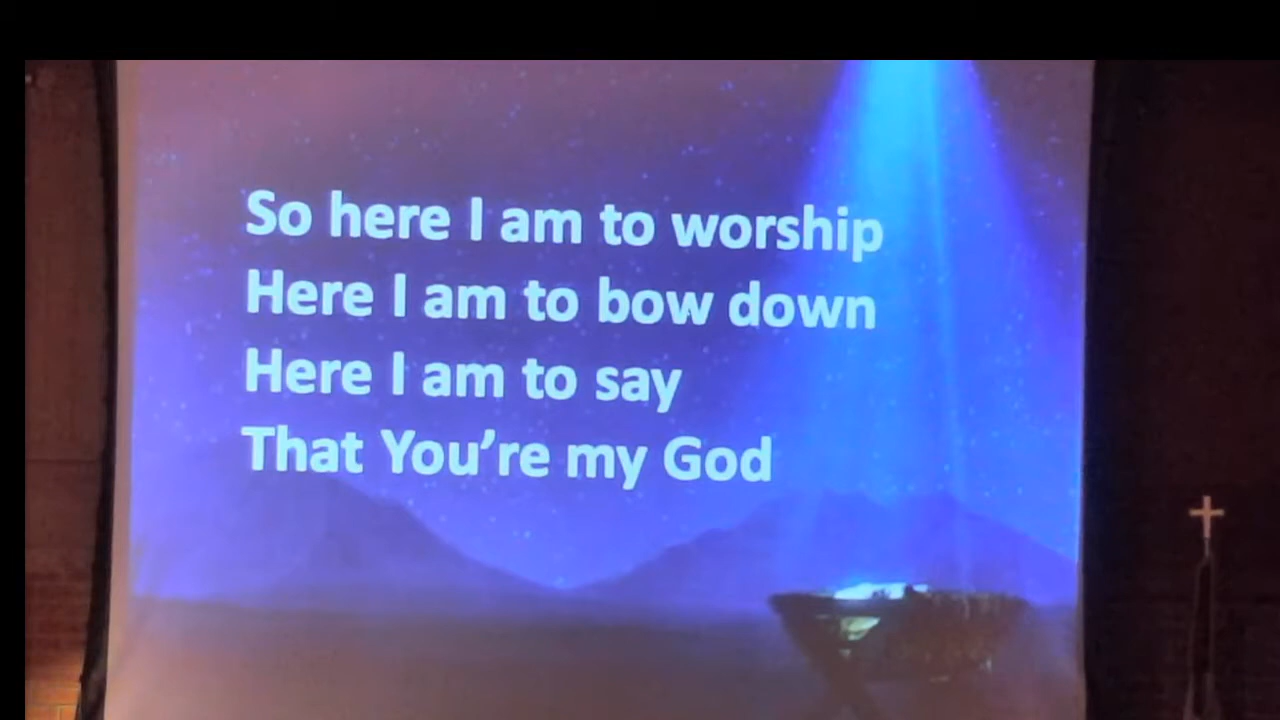 So here I am to worship
Here I am to bow down
Here I am to say
That You’re my God